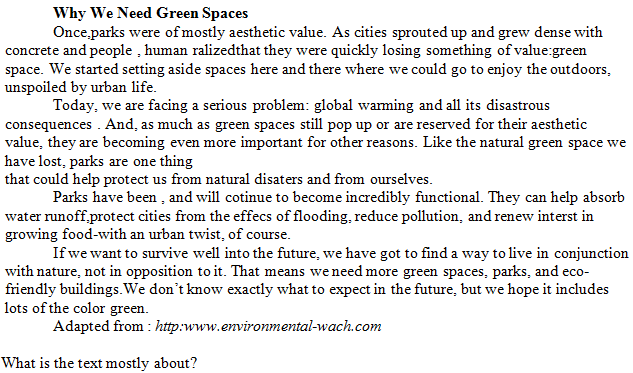 Why We Need Green Spaces
Once,parks were of mostly aesthetic value. As cities sprouted up and grew dense with
concrete and people , human ralizedthat they were quickly losing something of value:green
space. We started setting aside spaces here and there where we could go to enjoy the outdoors,
unspoiled by urban life.
Today, we are facing a serious problem: global warming and all its disastrous
consequences . And, as much as green spaces still pop up or are reserved for their aesthetic
value, they are becoming even more important for other reasons. Like the natural green space we
have lost, parks are one thing
that could help protect us from natural disaters and from ourselves.
Parks have been , and will cotinue to become incredibly functional. They can help absorb
water runoff,protect cities from the effecs of flooding, reduce pollution, and renew interst in
growing food-with an urban twist, of course.
If we want to survive well into the future, we have got to find a way to live in conjunction
with nature, not in opposition to it. That means we need more green spaces, parks, and eco-
friendly buildings.We don't know exactly what to expect in the future, but we hope it includes
lots of the color green.
Adapted from : http:www.environmental-wach.com
What is the text mostly about?